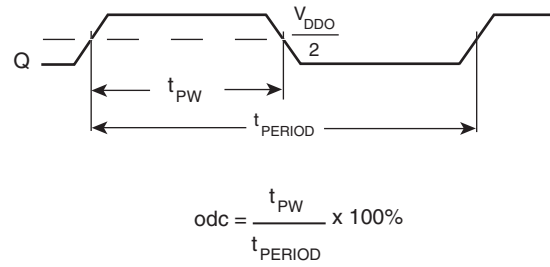 V_DDO
2
Q
t_PW
t_PERIOD
odc = t_PW / t_PERIOD x 100%